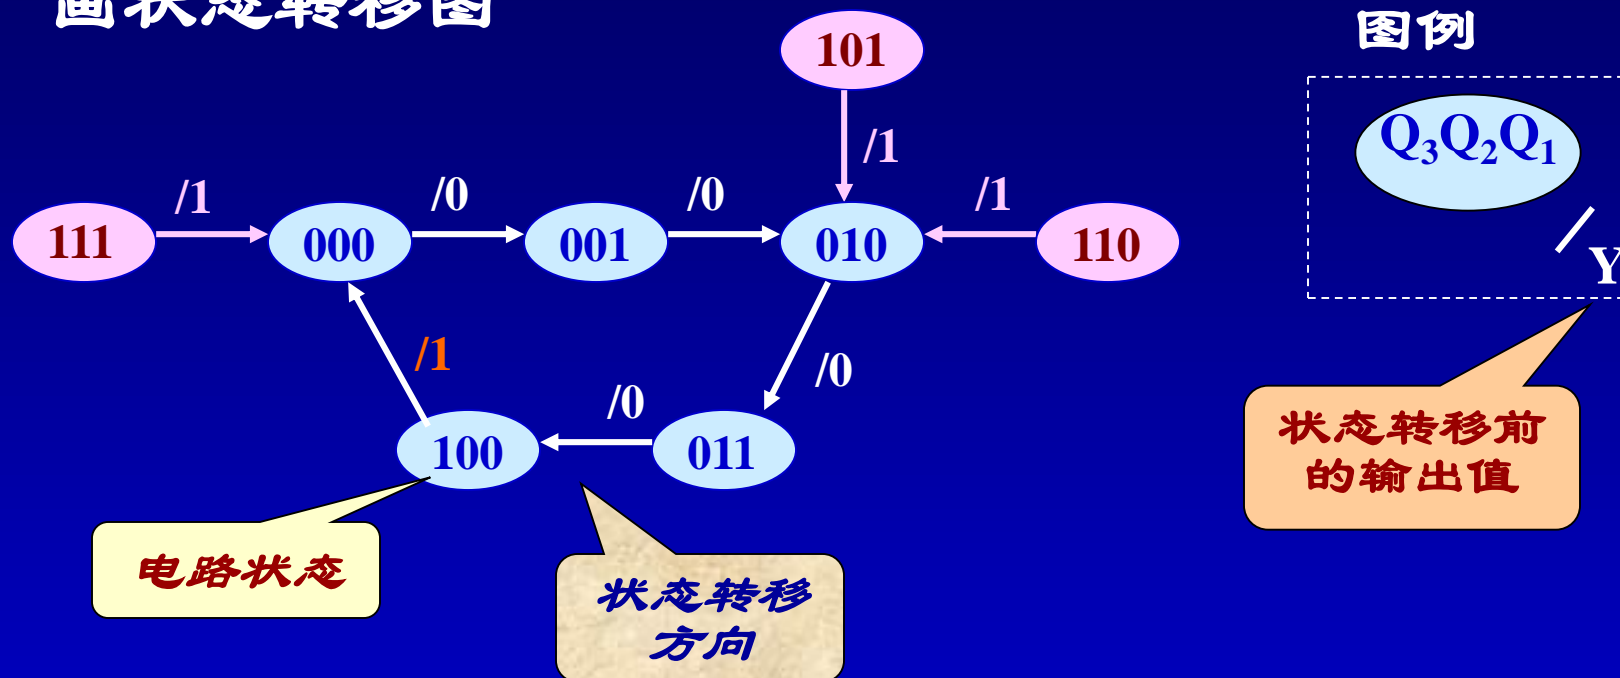 画状态转移图
图例
101
Q₃Q₂Q₁
/1
/1
/0
/0
/1
111
000
001
010
110
Y
/1
/0
/0
100
011
状态转移前
的输出值
电路状态
状态转移
方向